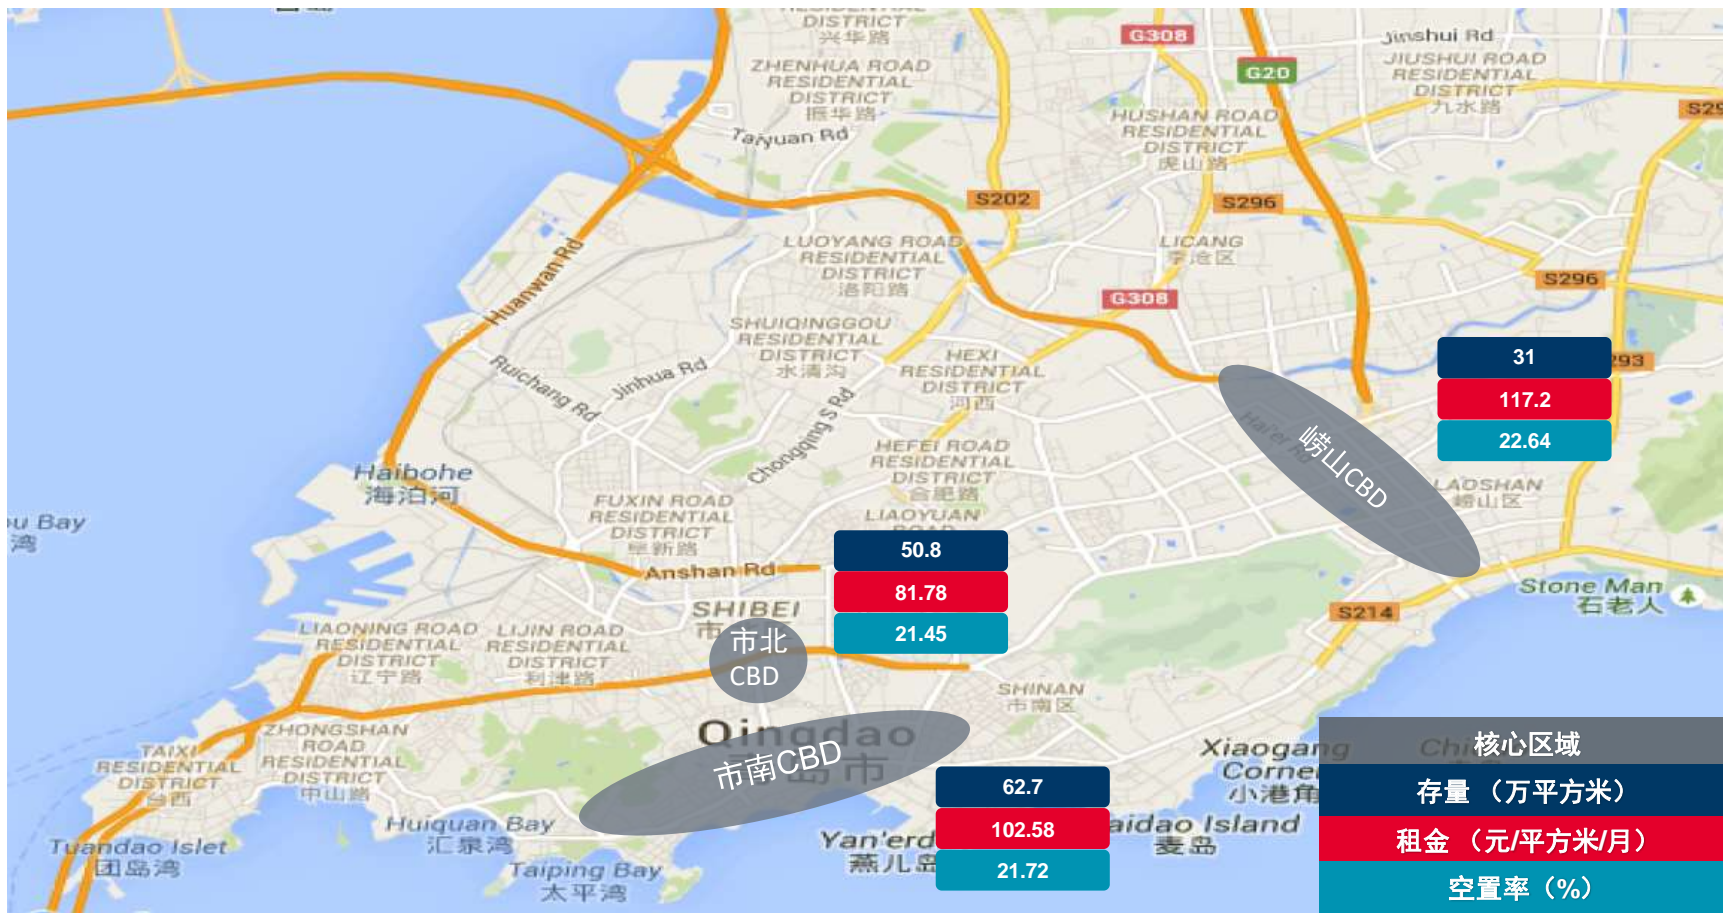 DISTRICT
兴华路
G308
Jinshui Rd
ZHENHUA ROAD
RESIDENTIAL
DISTRICT
振华路
G20
JIUSHUI ROAD
RESIDENTIAL
DISTRICT
九水路
Taiyuan Rd
HUSHAN ROAD
RESIDENTIAL
DISTRICT
虎山路
S202
S296
LUOYANG ROAD
RESIDENTIAL
DISTRICT
洛阳路
LICANG
李沧区
S296
Huanwan Rd
G308
SHUIQINGGOU
RESIDENTIAL
DISTRICT
水清沟
HEXI
RESIDENTIAL
DISTRICT
河西
Ruichang Rd
Jinhua Rd
Chongqing S Rd
31
117.2
22.64
崂山CBD
HEFEI ROAD
RESIDENTIAL
DISTRICT
合肥路
Haibohe
海泊河
LAOSHAN
崂山区
FUXIN ROAD
RESIDENTIAL
DISTRICT
阜新路
LIAOYUAN
u Bay
湾
50.8
81.78
21.45
Anshan Rd
Stone Man
石老人
SHIBEI
S214
LIAONING ROAD
RESIDENTIAL
DISTRICT
辽宁路
LIJIN ROAD
RESIDENTIAL
DISTRICT
利津路
市北
CBD
SHINAN
市南区
Qingdao
市南CBD
ZHONGSHAN
ROAD
RESIDENTIAL
DISTRICT
中山路
TAIXI
RESIDENTIAL
DISTRICT
台西
Xiaogang
Corner
小港角
62.7
102.58
21.72
Huiquan Bay
汇泉湾
Yan'erd
燕儿岛
aidao Island
麦岛
Tuandao Islet
团岛湾
Taiping Bay
太平湾
核心区域
存量 （万平方米）
租金 （元/平方米/月）
空置率（%）